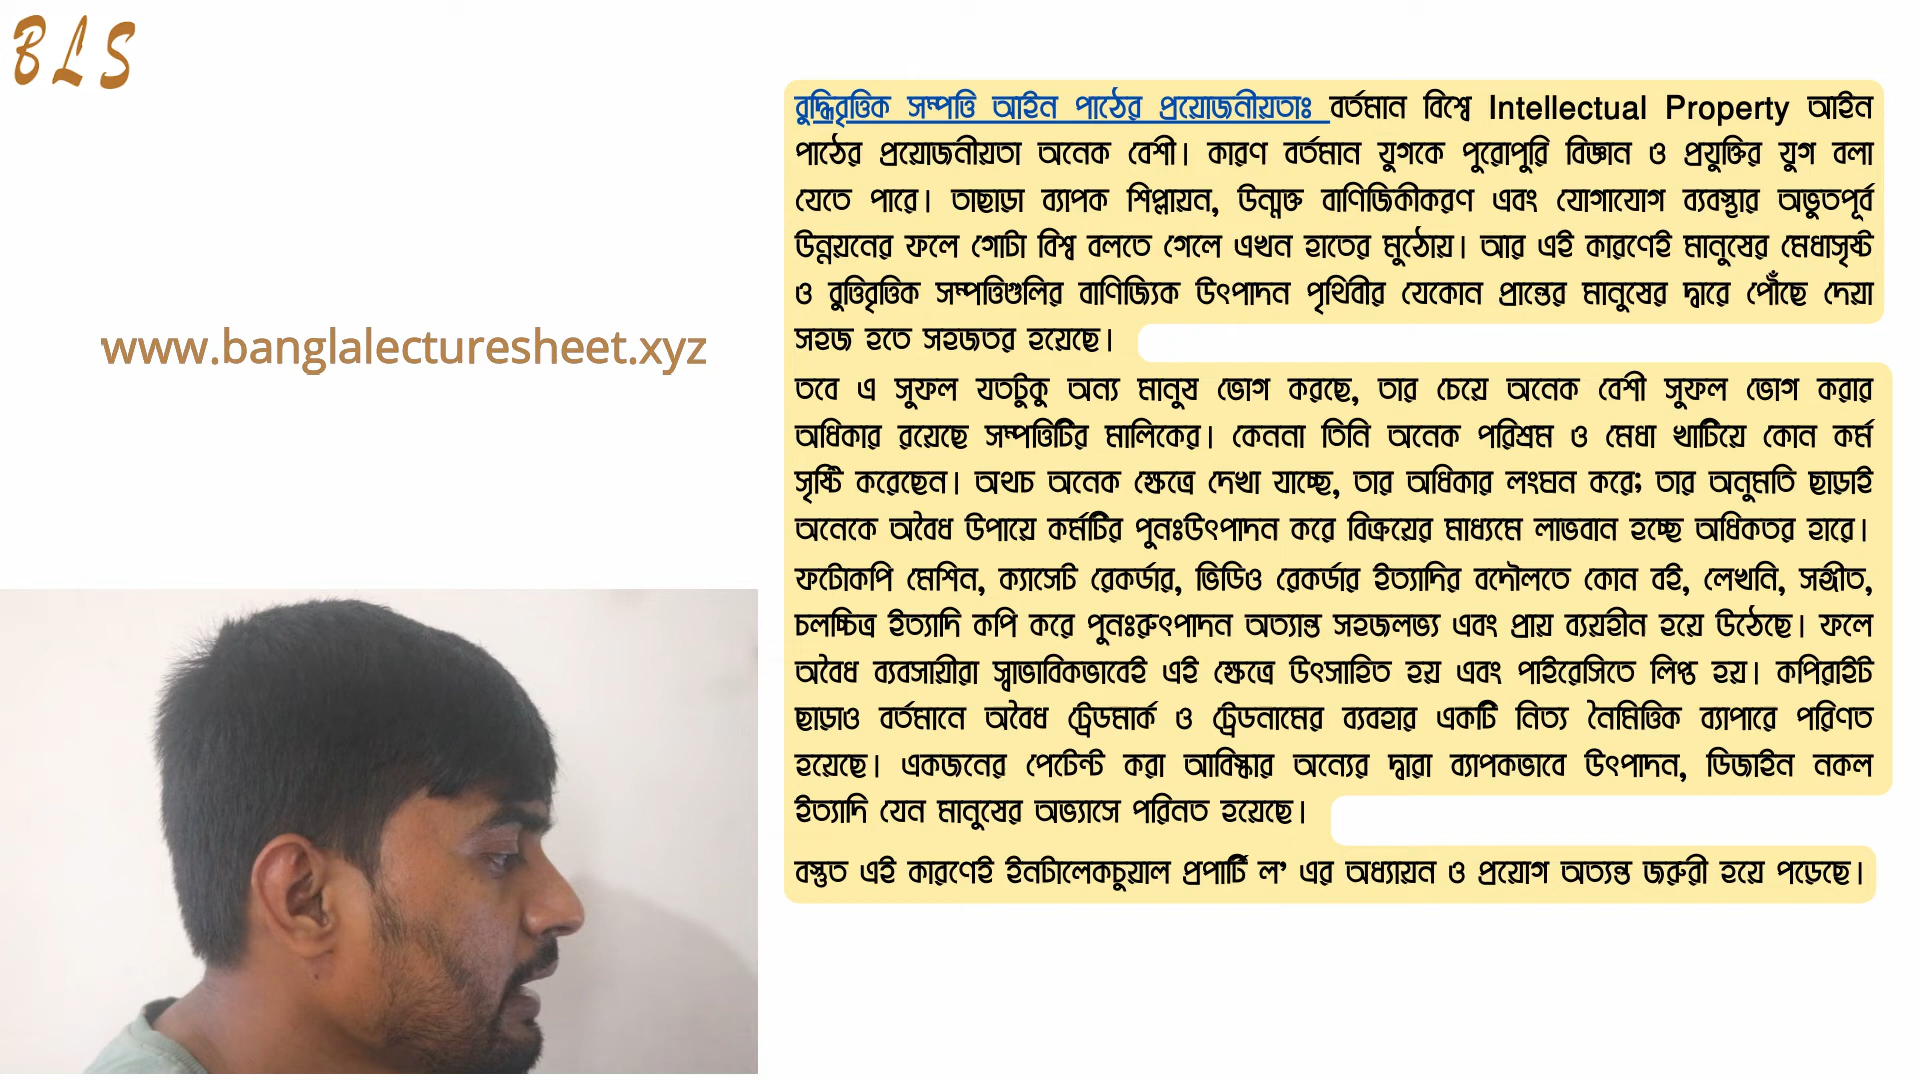 BLS
www.banglalecturesheet.xyz
বুদ্ধিবৃত্তিক সম্পত্তি আইন পাঠের প্রয়োজনীয়তাঃ বর্তমান বিশ্বে Intellectual Property আইন
পাঠের প্রয়োজনীয়তা অনেক বেশী। কারণ বর্তমান যুগকে পুরোপুরি বিজ্ঞান ও প্রযুক্তির যুগ বলা
যেতে পারে। তাছাড়া ব্যাপক শিপ্লায়ন, উন্মক্ত বাণিজিকীকরণ এবং যোগাযোগ ব্যবস্থার অভুতপূর্ব
উন্নয়নের ফলে গোটা বিশ্ব বলতে গেলে এখন হাতের মুঠোয়। আর এই কারণেই মানুষের মেধাসৃষ্ট
ও বুত্তিবৃত্তিক সম্পত্তিগুলির বাণিজ্যিক উৎপাদন পৃথিবীর যেকোন প্রান্তের মানুষের দ্বারে পৌঁছে দেয়া
সহজ হতে সহজতর হয়েছে।
তবে এ সুফল যতটুকু অন্য মানুষ ভোগ করছে, তার চেয়ে অনেক বেশী সুফল ভোগ করার
অধিকার রয়েছে সম্পত্তিটির মালিকের। কেননা তিনি অনেক পরিশ্রম ও মেধা খাটিয়ে কোন কর্ম
সৃষ্টি করেছেন। অথচ অনেক ক্ষেত্রে দেখা যাচ্ছে, তার অধিকার লংঘন করে; তার অনুমতি ছাড়াই
অনেকে অবৈধ উপায়ে কর্মটির পুনঃউৎপাদন করে বিক্রয়ের মাধ্যমে লাভবান হচ্ছে অধিকতর হারে।
ফটোকপি মেশিন, ক্যাসেট রেকর্ডার, ভিডিও রেকর্ডার ইত্যাদির বদৌলতে কোন বই, লেখনি, সঙ্গীত,
চলচ্চিত্র ইত্যাদি কপি করে পুনঃরুৎপাদন অত্যান্ত সহজলভ্য এবং প্রায় ব্যয়হীন হয়ে উঠেছে। ফলে
অবৈধ ব্যবসায়ীরা স্বাভাবিকভাবেই এই ক্ষেত্রে উৎসাহিত হয় এবং পাইরেসিতে লিপ্ত হয়। কপিরাইট
ছাড়াও বর্তমানে অবৈধ ট্রেডমার্ক ও ট্রেডনামের ব্যবহার একটি নিত্য নৈমিত্তিক ব্যাপারে পরিণত
হয়েছে। একজনের পেটেন্ট করা আবিস্কার অন্যের দ্বারা ব্যাপকভাবে উৎপাদন, ডিজাইন নকল
ইত্যাদি যেন মানুষের অভ্যাসে পরিনত হয়েছে।
বস্তুত এই কারণেই ইনটালেকচুয়াল প্রপার্টি ল’ এর অধ্যায়ন ও প্রয়োগ অত্যন্ত জরুরী হয়ে পড়েছে।